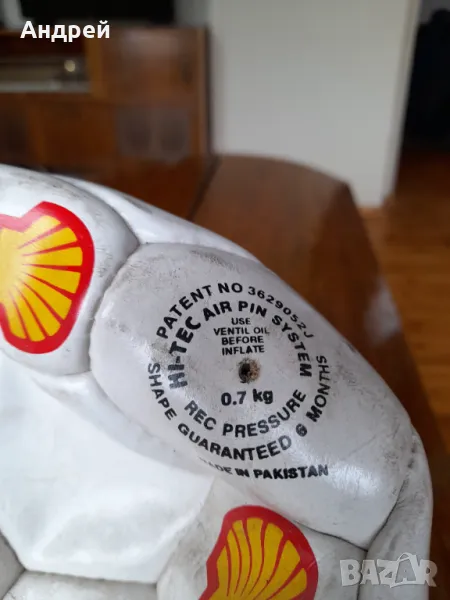 Андрей
PATENT NO 3629052J
HI-TEC AIR PIN SYSTEM
USE
VENTIL OIL
BEFORE
INFLATE
0.7 kg
REC PRESSURE
SHAPE GUARANTEED 6 MONTHS
MADE IN PAKISTAN
BAZAR